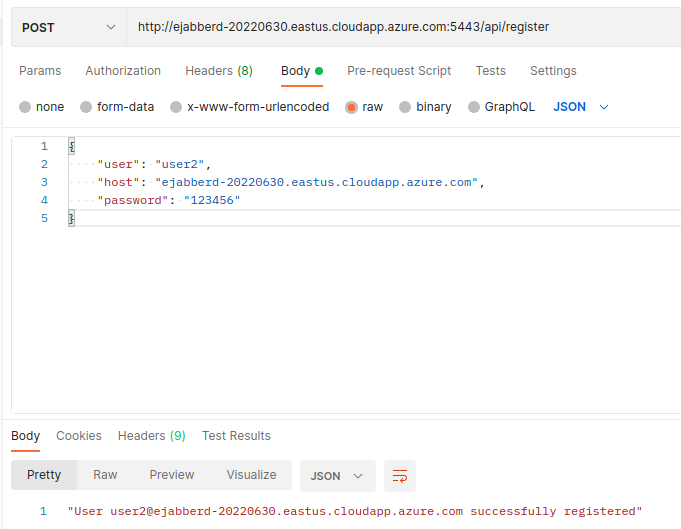 POST http://ejabberd-20220630.eastus.cloudapp.azure.com:5443/api/register
Params Authorization Headers (8) Body Pre-request Script Tests Settings
none form-data x-www-form-urlencoded raw binary GraphQL JSON
1 {
2 "user": "user2",
3 "host": "ejabberd-20220630.eastus.cloudapp.azure.com",
4 "password": "123456"
5 }
Body Cookies Headers (9) Test Results
Pretty Raw Preview Visualize JSON
1 "User user2@ejabberd-20220630.eastus.cloudapp.azure.com successfully registered"